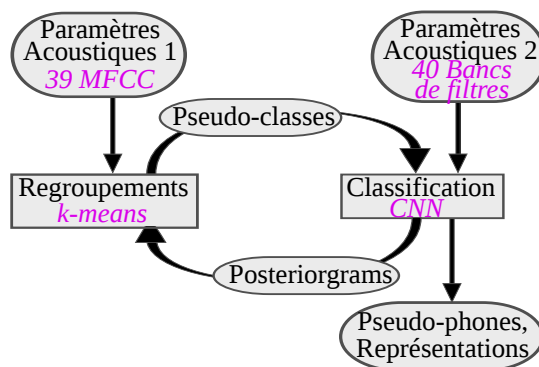 Paramètres
Acoustiques 1
39 MFCC
Paramètres
Acoustiques 2
40 Bancs
de filtres
Pseudo-classes
Regroupements
k-means
Classification
CNN
Posteriorgrams
Pseudo-phones,
Représentations